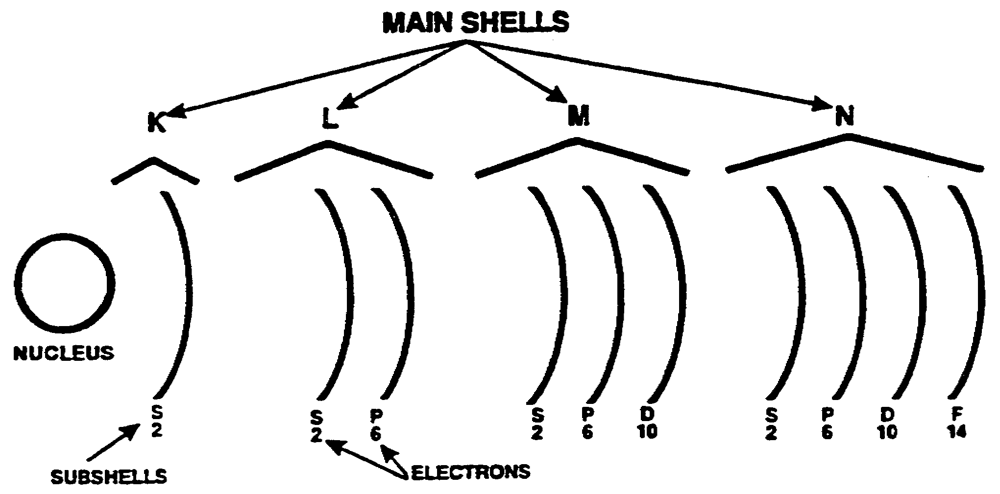 MAIN SHELLS
K L M N
NUCLEUS
S S P S P D S P D F
2 2 6 2 6 10 2 6 10 14
SUBSHELLS ELECTRONS